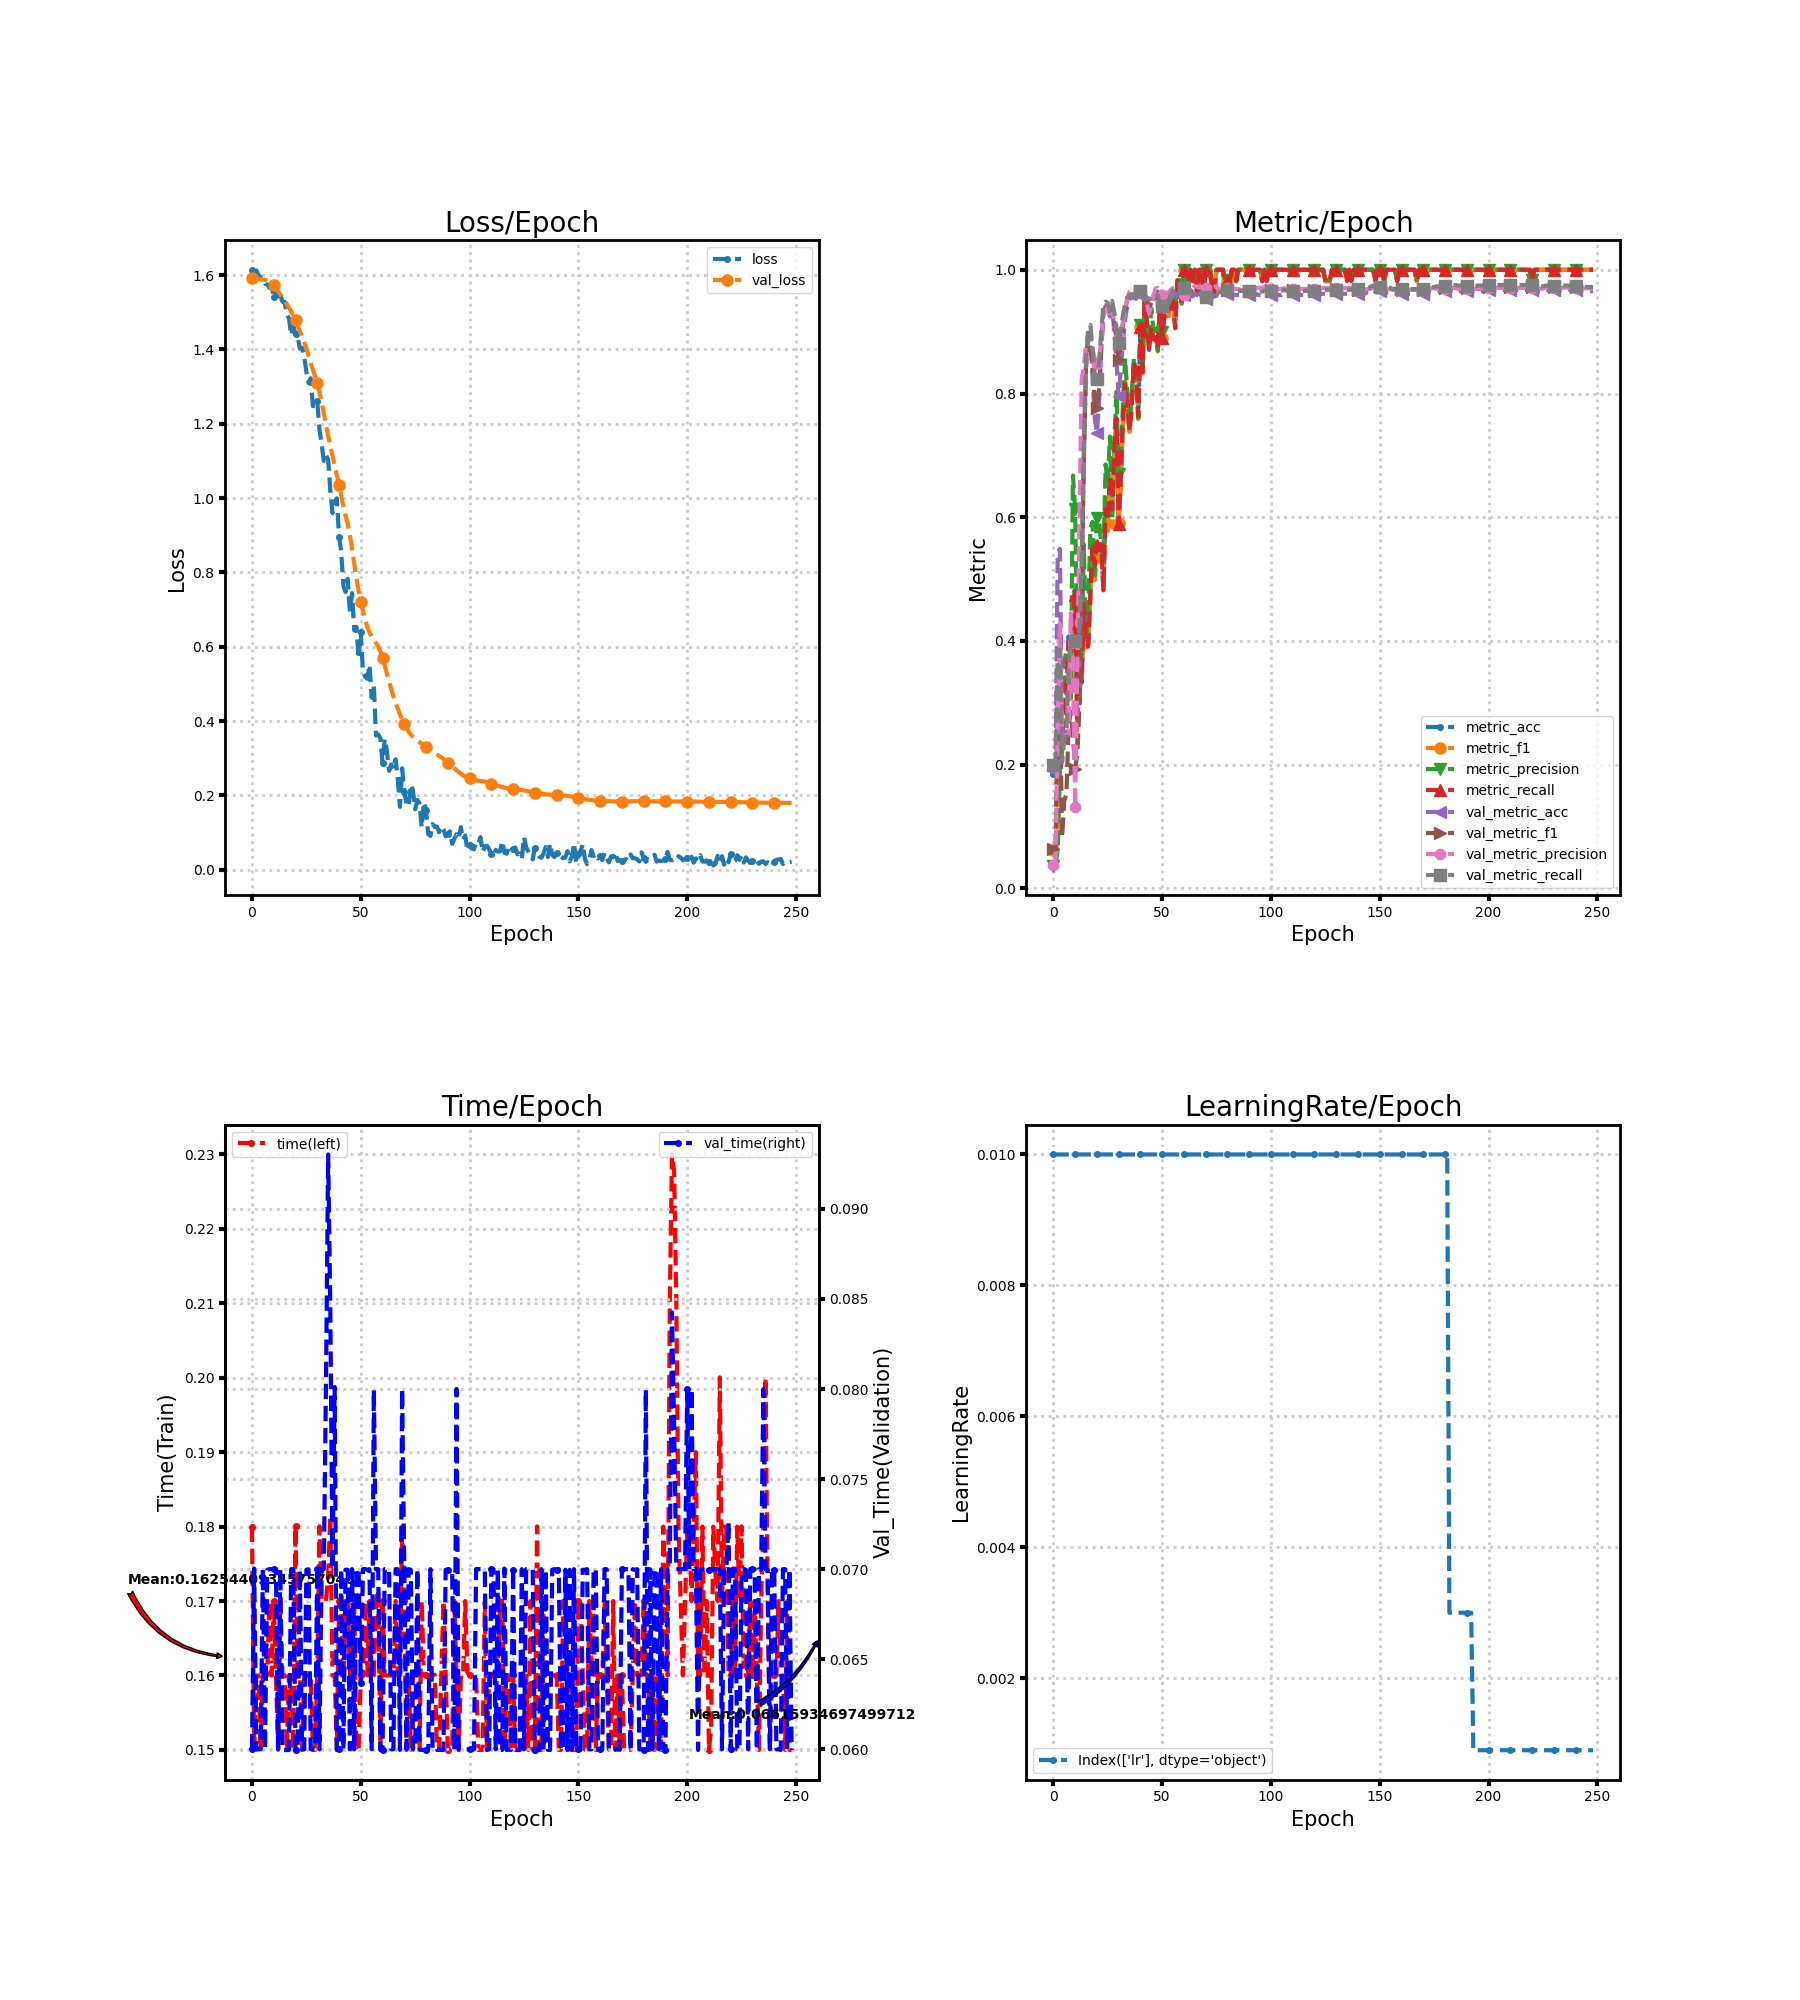 Loss/Epoch
1.6
1.4
1.2
1.0
0.8
0.6
0.4
0.2
0.0
Loss
loss
val_loss
0
50
100
150
200
250
Epoch
Metric/Epoch
1.0
0.8
0.6
0.4
0.2
0.0
Metric
metric_acc
metric_f1
metric_precision
metric_recall
val_metric_acc
val_metric_f1
val_metric_precision
val_metric_recall
0
50
100
150
200
250
Epoch
Time/Epoch
time(left)
val_time(right)
0.23
0.22
0.21
0.20
0.19
0.18
0.17
0.16
0.15
Time(Train)
0.090
0.085
0.080
0.075
0.070
0.065
0.060
Val_Time(Validation)
Mean:0.06615934697499712
0
50
100
150
200
250
Epoch
LearningRate/Epoch
0.010
0.008
0.006
0.004
0.002
LearningRate
Index(['lr'], dtype='object')
0
50
100
150
200
250
Epoch